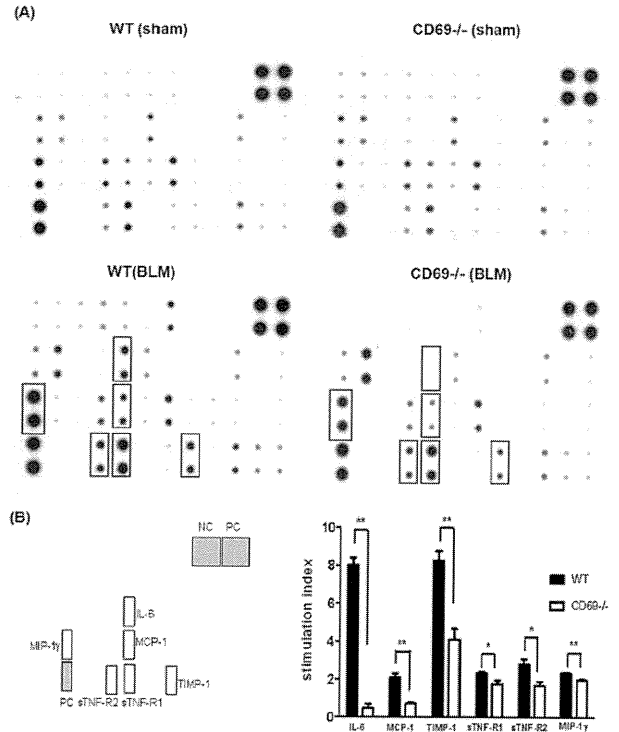 (A)
WT (sham)
CD69-/- (sham)
WT(BLM)
CD69-/- (BLM)
(B)
NC PC
IL-6
MIP-1γ
MCP-1
TIMP-1
PC sTNF-R2 sTNF-R1
stimulation index
10
8
6
4
2
0
**
**
**
*
*
**
WT
CD69-/-
IL-6 MCP-1 TIMP-1 sTNF-R1 sTNF-R2 MIP-1γ